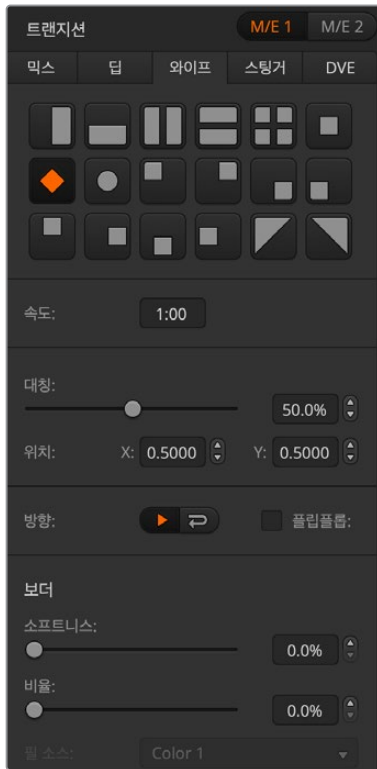 트랜지션 M/E 1 M/E 2
믹스 딥 와이프 스팅거 DVE
속도: 1:00
대칭:
50.0%
위치: X: 0.5000 Y: 0.5000
방향: 플립플롭:
보더
소프트니스:
0.0%
비율:
0.0%
필 소스: Color 1